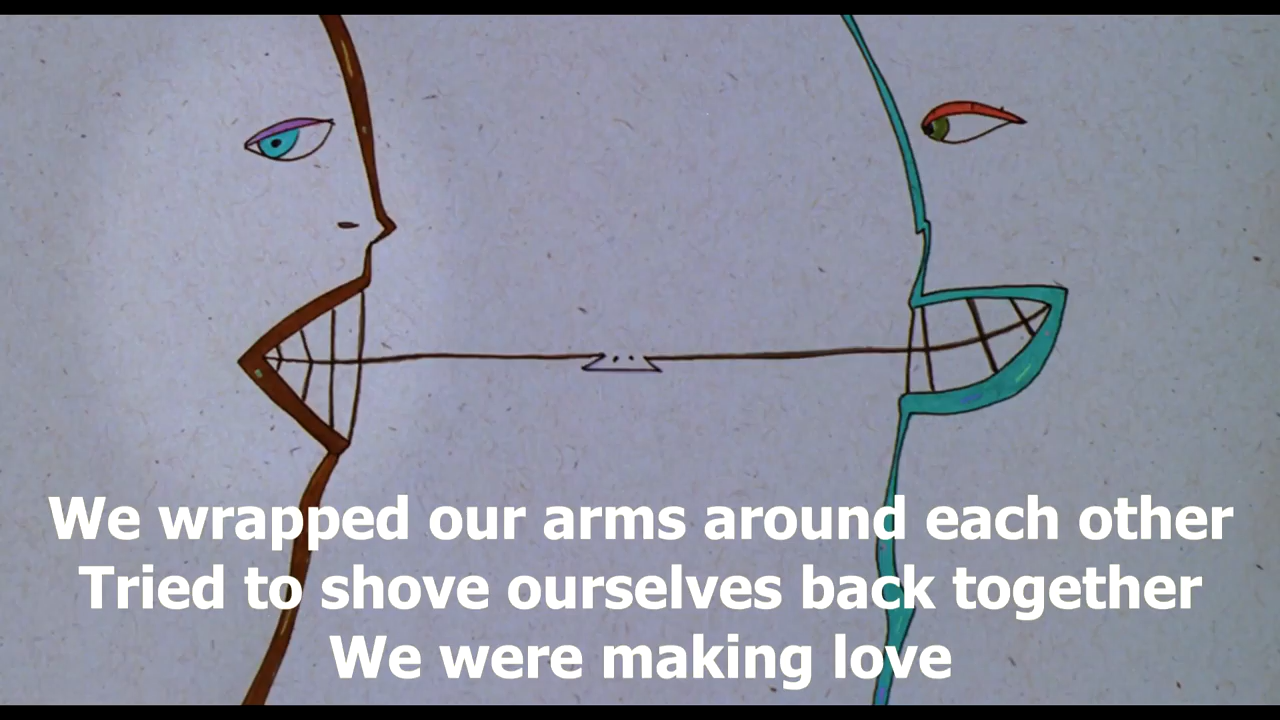 We wrapped our arms around each other
Tried to shove ourselves back together
We were making love